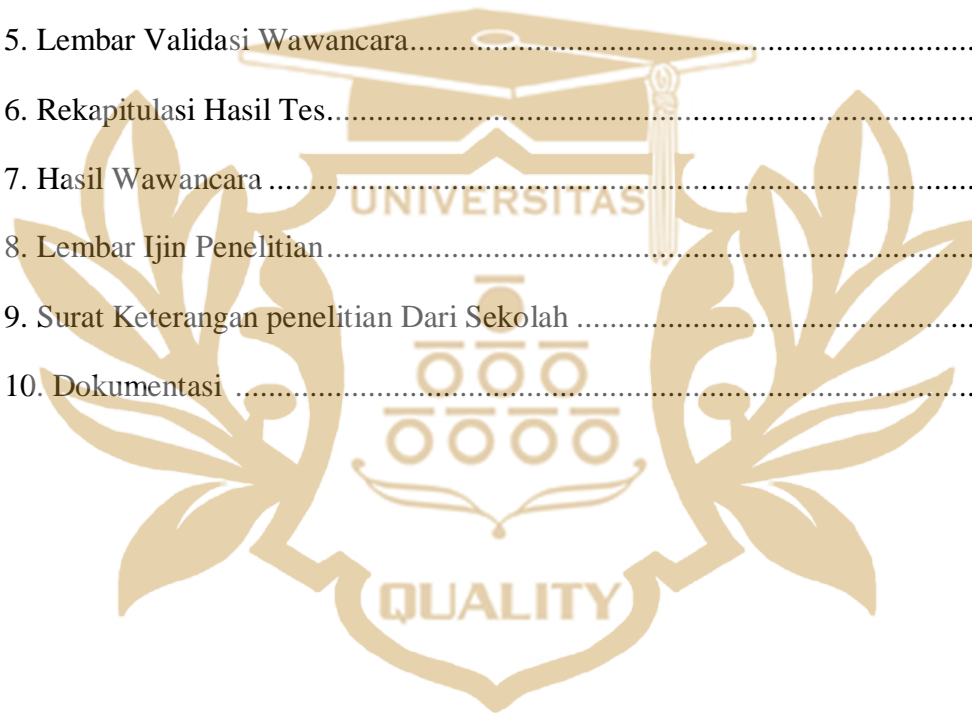 5. Lembar Validasi Wawancara..........................................................................
6. Rekapitulasi Hasil Tes....................................................................................
7. Hasil Wawancara ...........................................................................................
UNIVERSITAS
8. Lembar Ijin Penelitian....................................................................................
9. Surat Keterangan penelitian Dari Sekolah .....................................................
10. Dokumentasi ................................................................................................
QUALITY